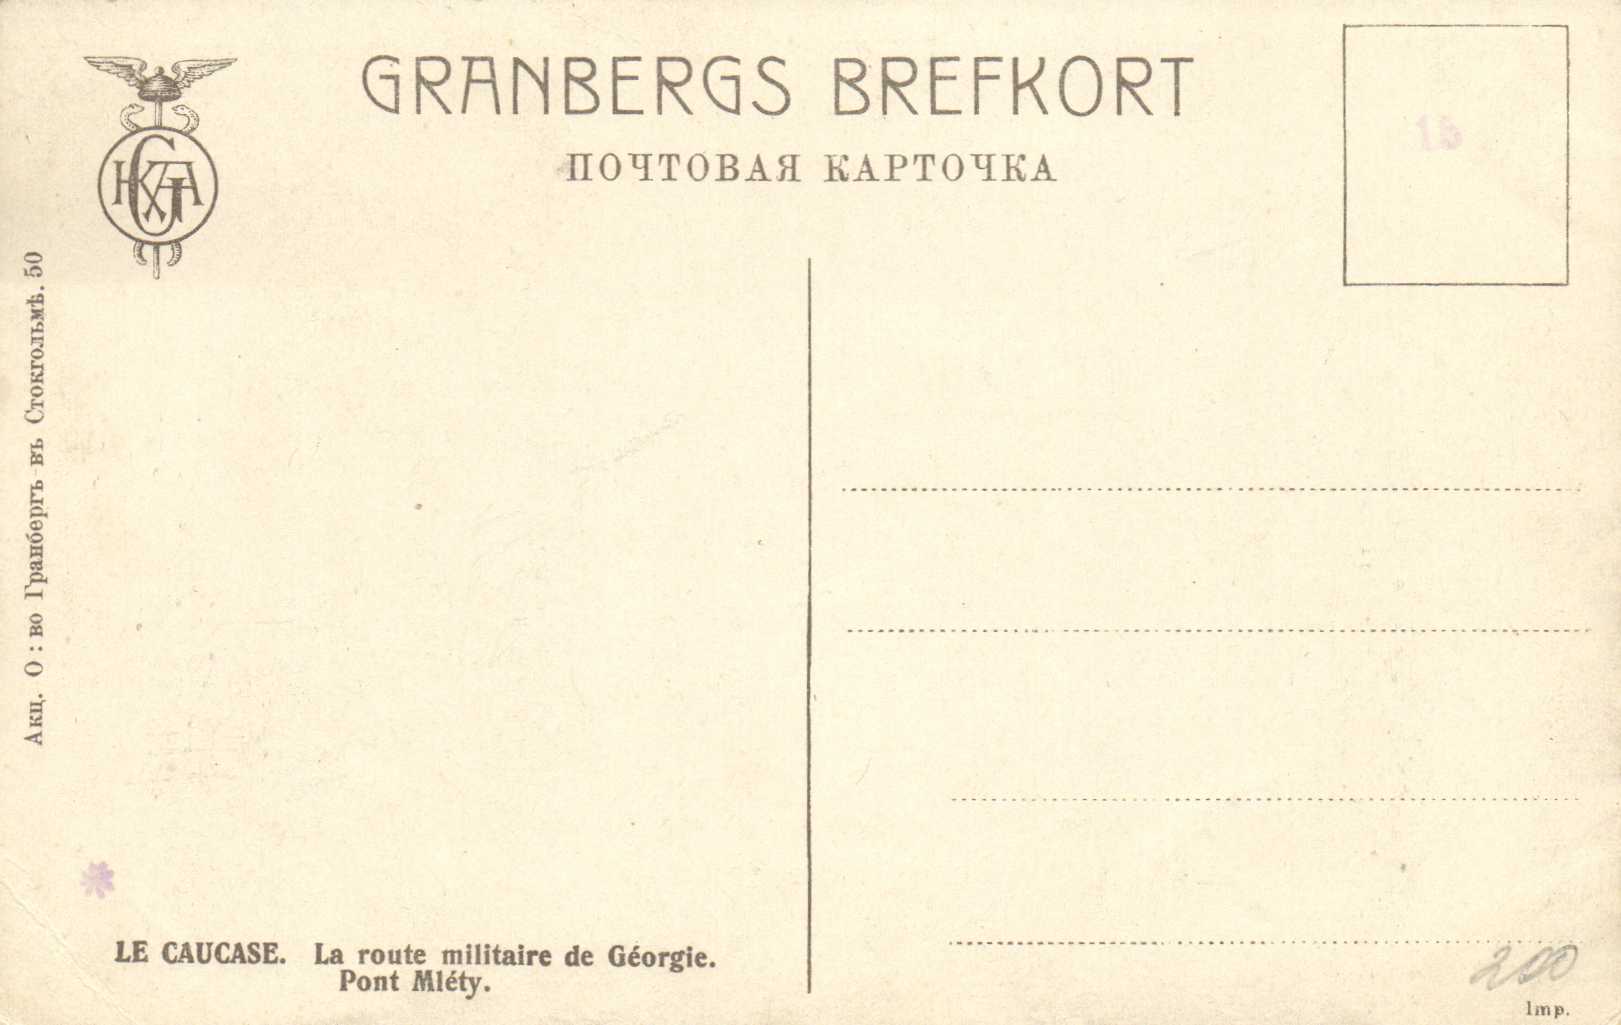 GRANBERGS BREFKORT
ПОЧТОВАЯ КАРТОЧКА
15
Акц. О: во Гранбергъ въ Стокгольмѣ. 50
LE CAUCASE. La route militaire de Géorgie.
Pont Mléty.
200
Imp.